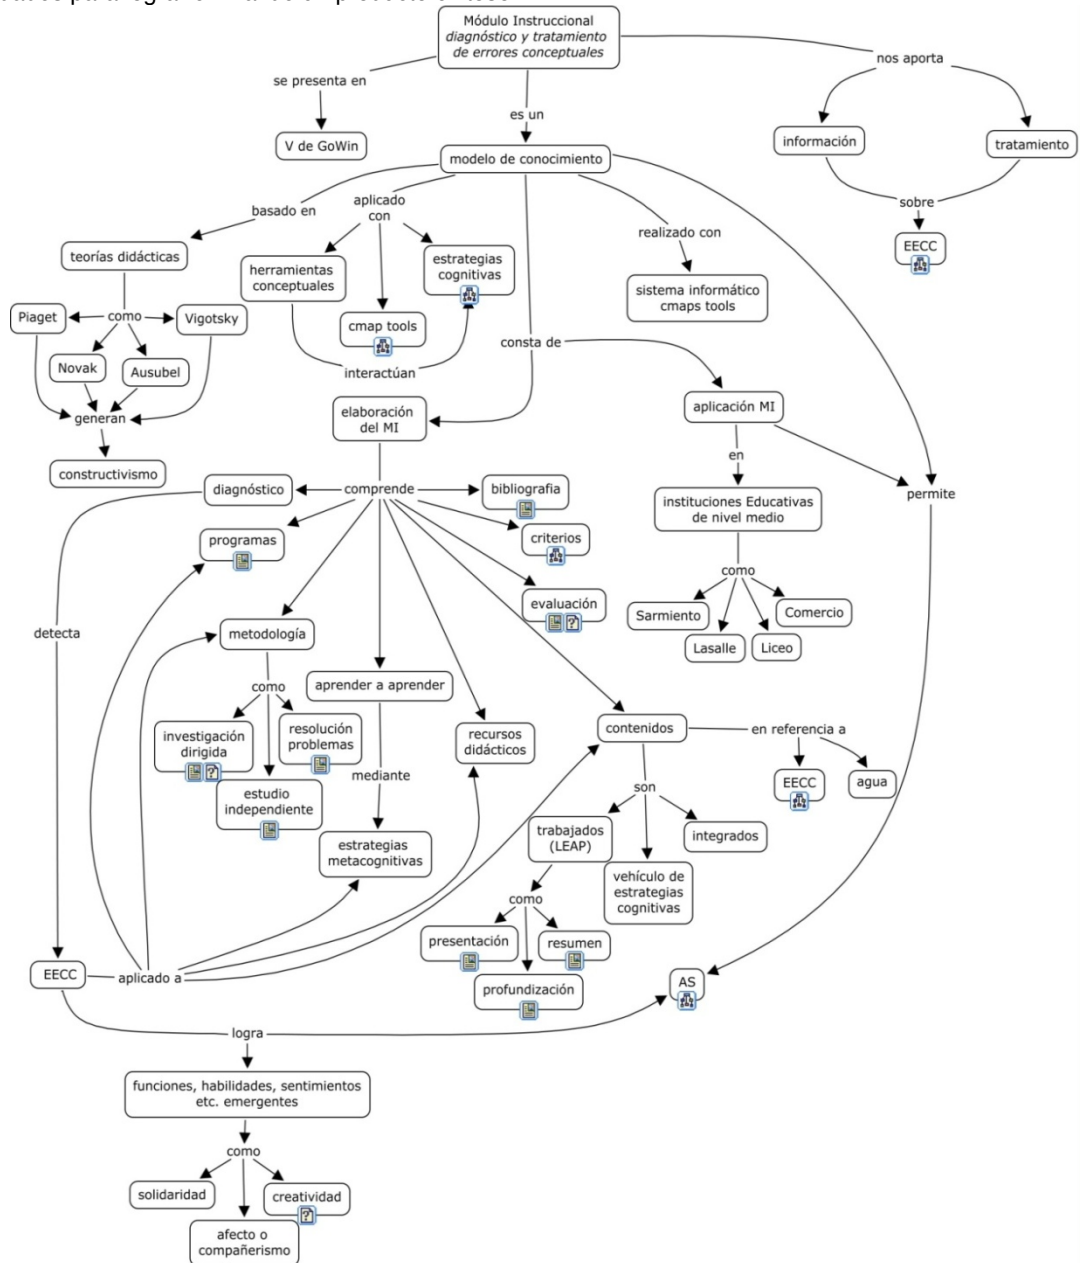 Módulo Instruccional
diagnóstico y tratamiento
de errores conceptuales
se presenta en
nos aporta
es un
V de GoWin
modelo de conocimiento
información
tratamiento
sobre
EECC
basado en
aplicado
con
realizado con
teorías didácticas
herramientas
conceptuales
estrategias
cognitivas
cmap tools
interactúan
sistema informático
cmaps tools
Piaget
como
Vigotsky
Novak
Ausubel
generan
constructivismo
consta de
elaboración
del MI
aplicación MI
en
permite
instituciones Educativas
de nivel medio
como
Sarmiento
Comercio
Lasalle
Liceo
diagnóstico
comprende
bibliografia
programas
criterios
evaluación
detecta
metodología
como
aprender a aprender
investigación
dirigida
resolución
problemas
estudio
independiente
mediante
estrategias
metacognitivas
recursos
didácticos
contenidos
en referencia a
EECC
agua
son
trabajados
(LEAP)
integrados
vehículo de
estrategias
cognitivas
como
presentación
resumen
profundización
EECC
aplicado a
AS
logra
funciones, habilidades, sentimientos
etc. emergentes
como
solidaridad
creatividad
afecto o
compañerismo